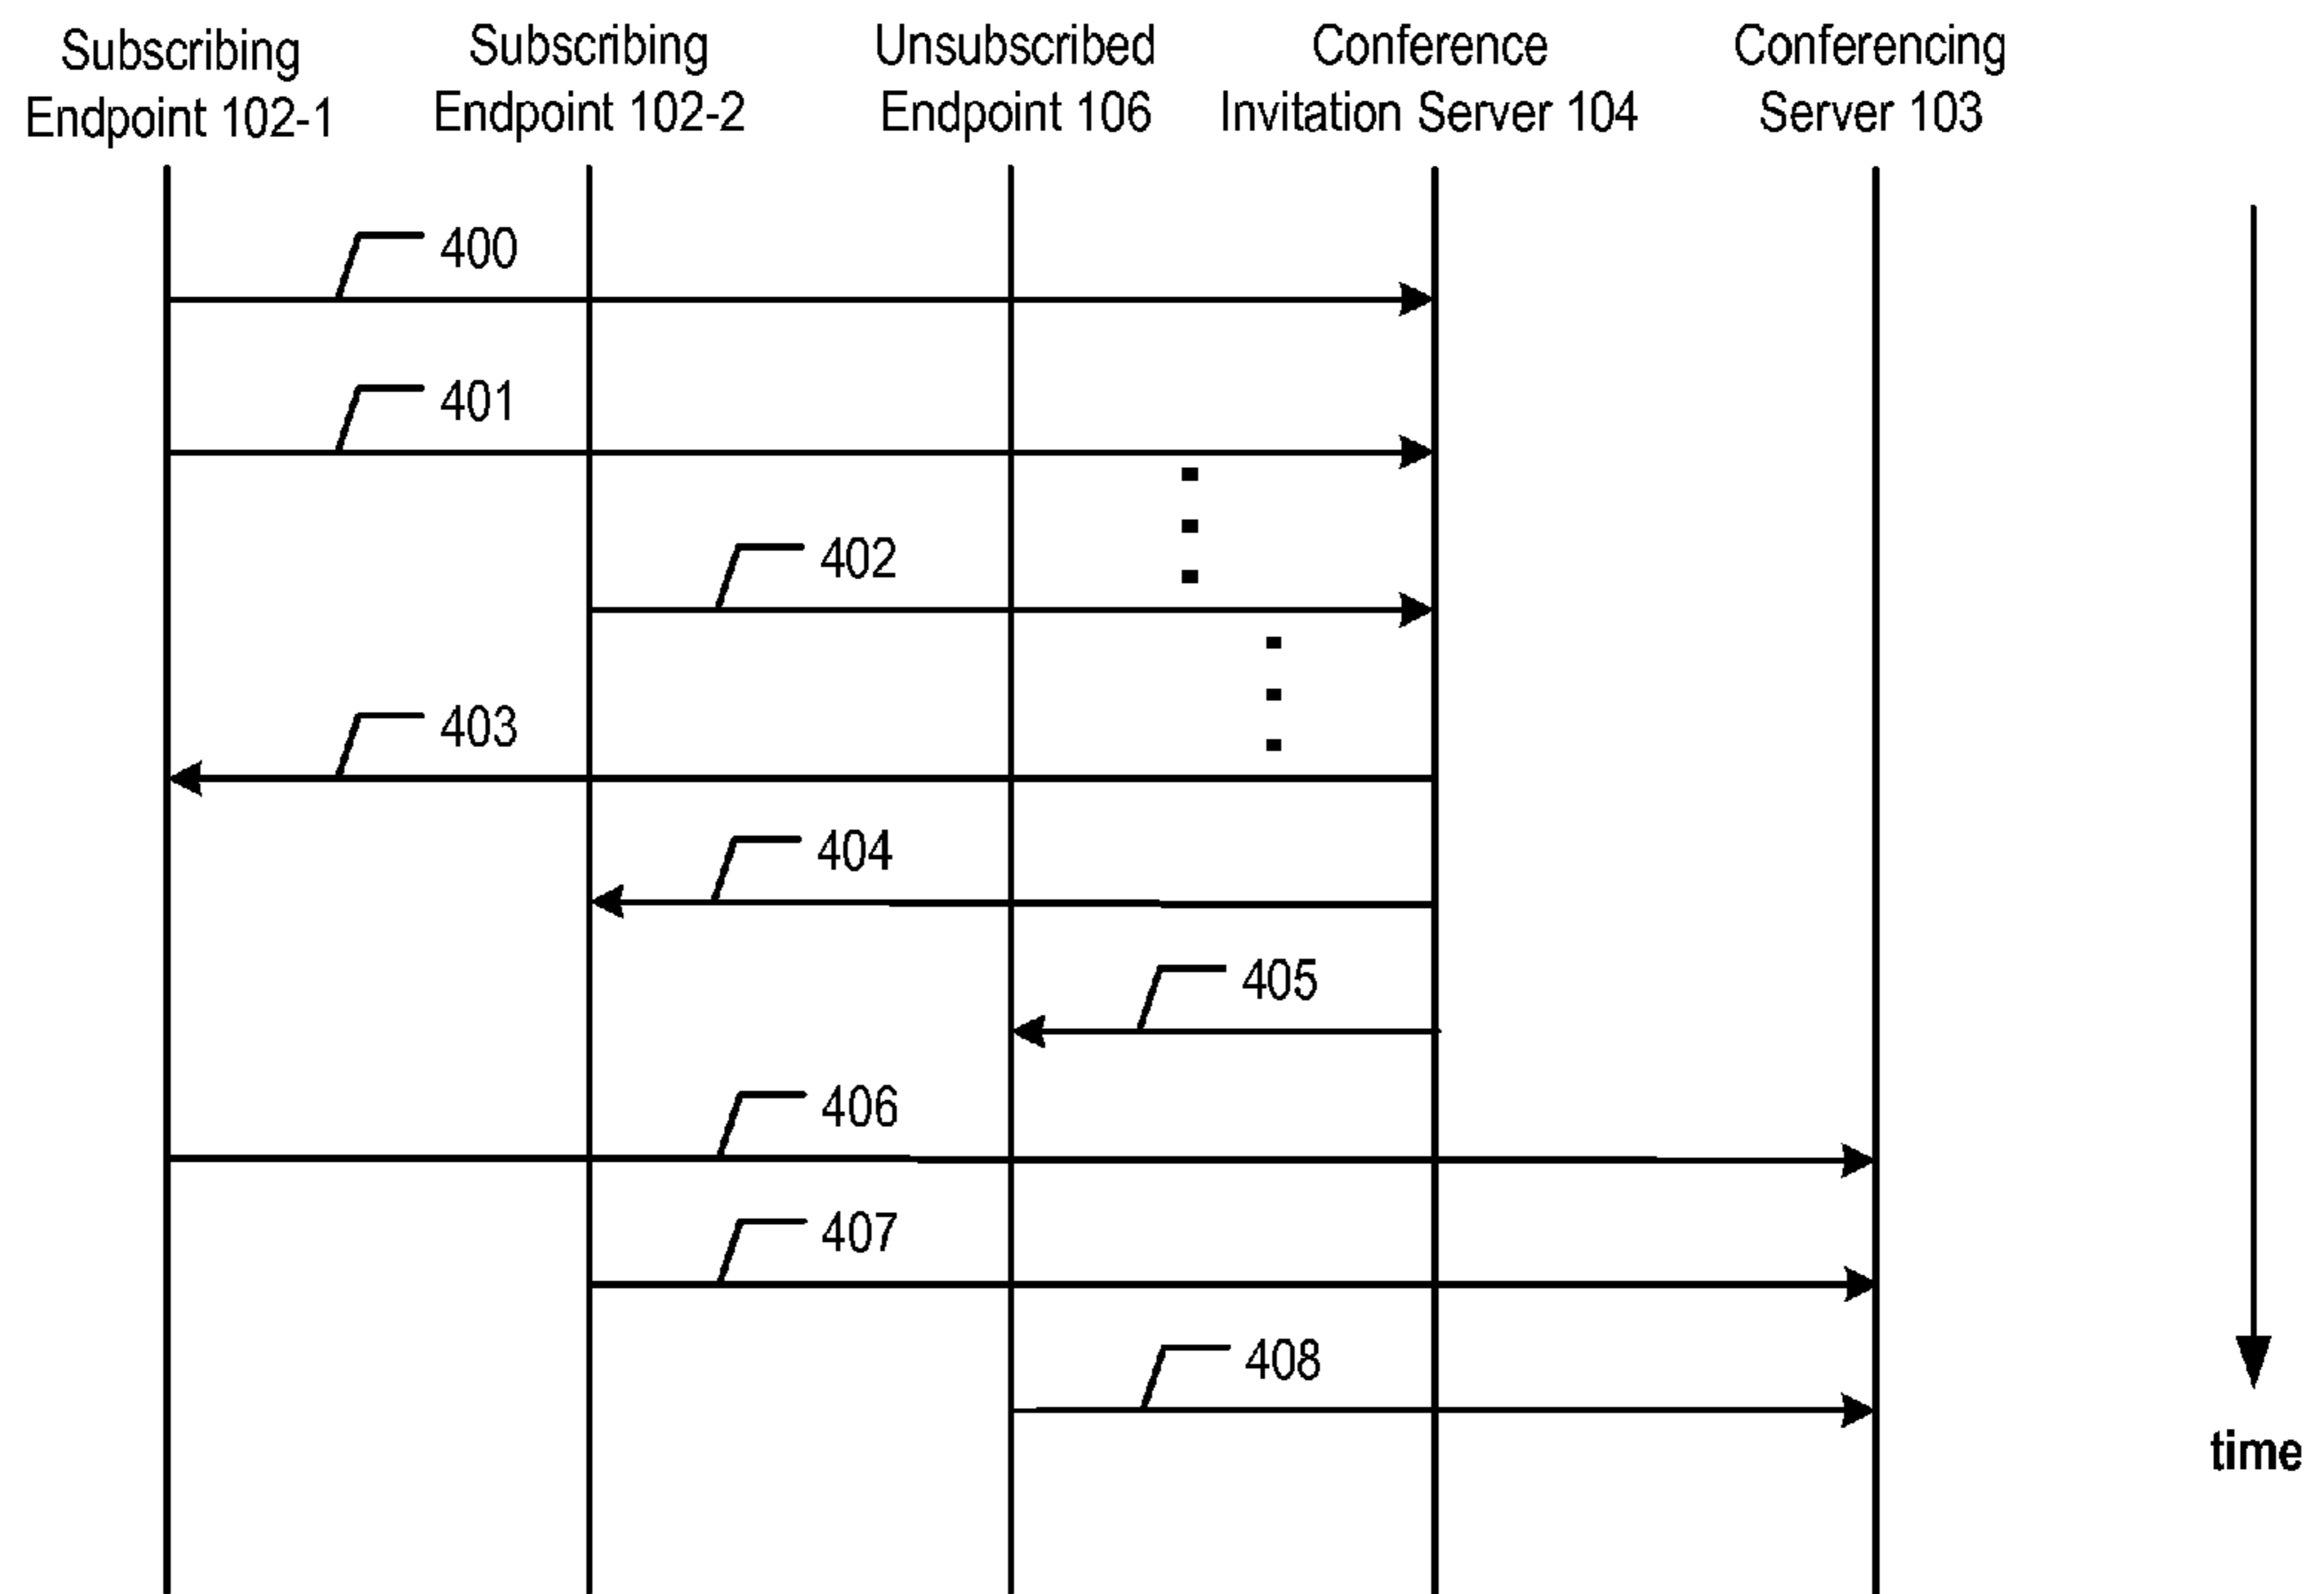 Subscribing
Endpoint 102-1
Subscribing
Endpoint 102-2
Unsubscribed
Endpoint 106
Conference
Invitation Server 104
Conferencing
Server 103
400
401
402
403
404
405
406
407
408
time